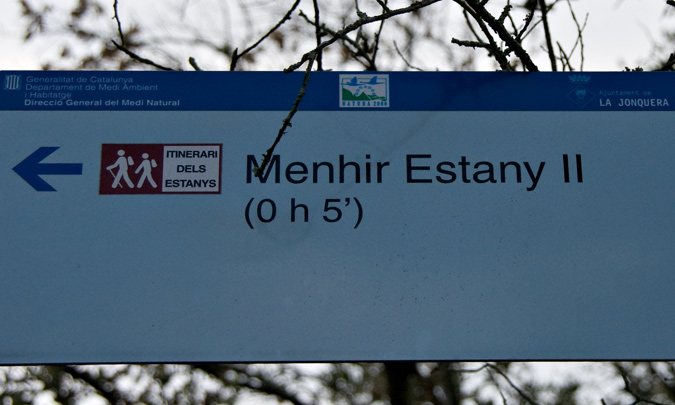 Generalitat de Catalunya
Departament de Medi Ambient
i Habitatge
Direcció General del Medi Natural
NATURA 2000
Ajuntament de
LA JONQUERA
ITINERARI
DELS
ESTANYS
Menhir Estany II
(0 h 5’)